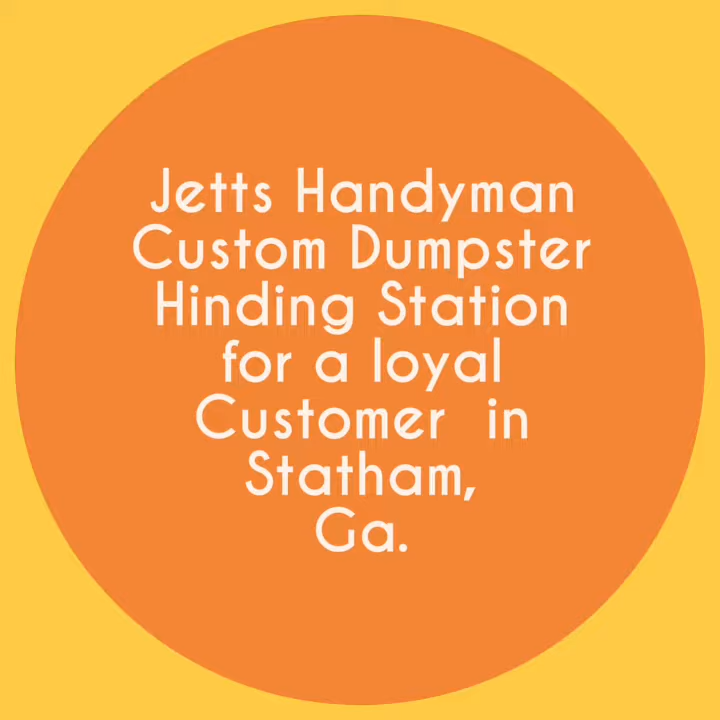 Jetts Handyman
Custom Dumpster
Hinding Station
for a loyal
Customer in
Statham,
Ga.